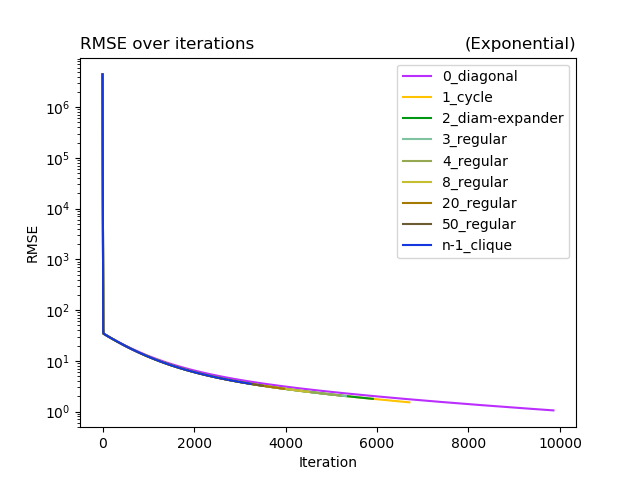 RMSE over iterations
(Exponential)
0_diagonal
1_cycle
2_diam-expander
3_regular
4_regular
8_regular
20_regular
50_regular
n-1_clique
RMSE
10^6
10^5
10^4
10^3
10^2
10^1
10^0
0
2000
4000
6000
8000
10000
Iteration